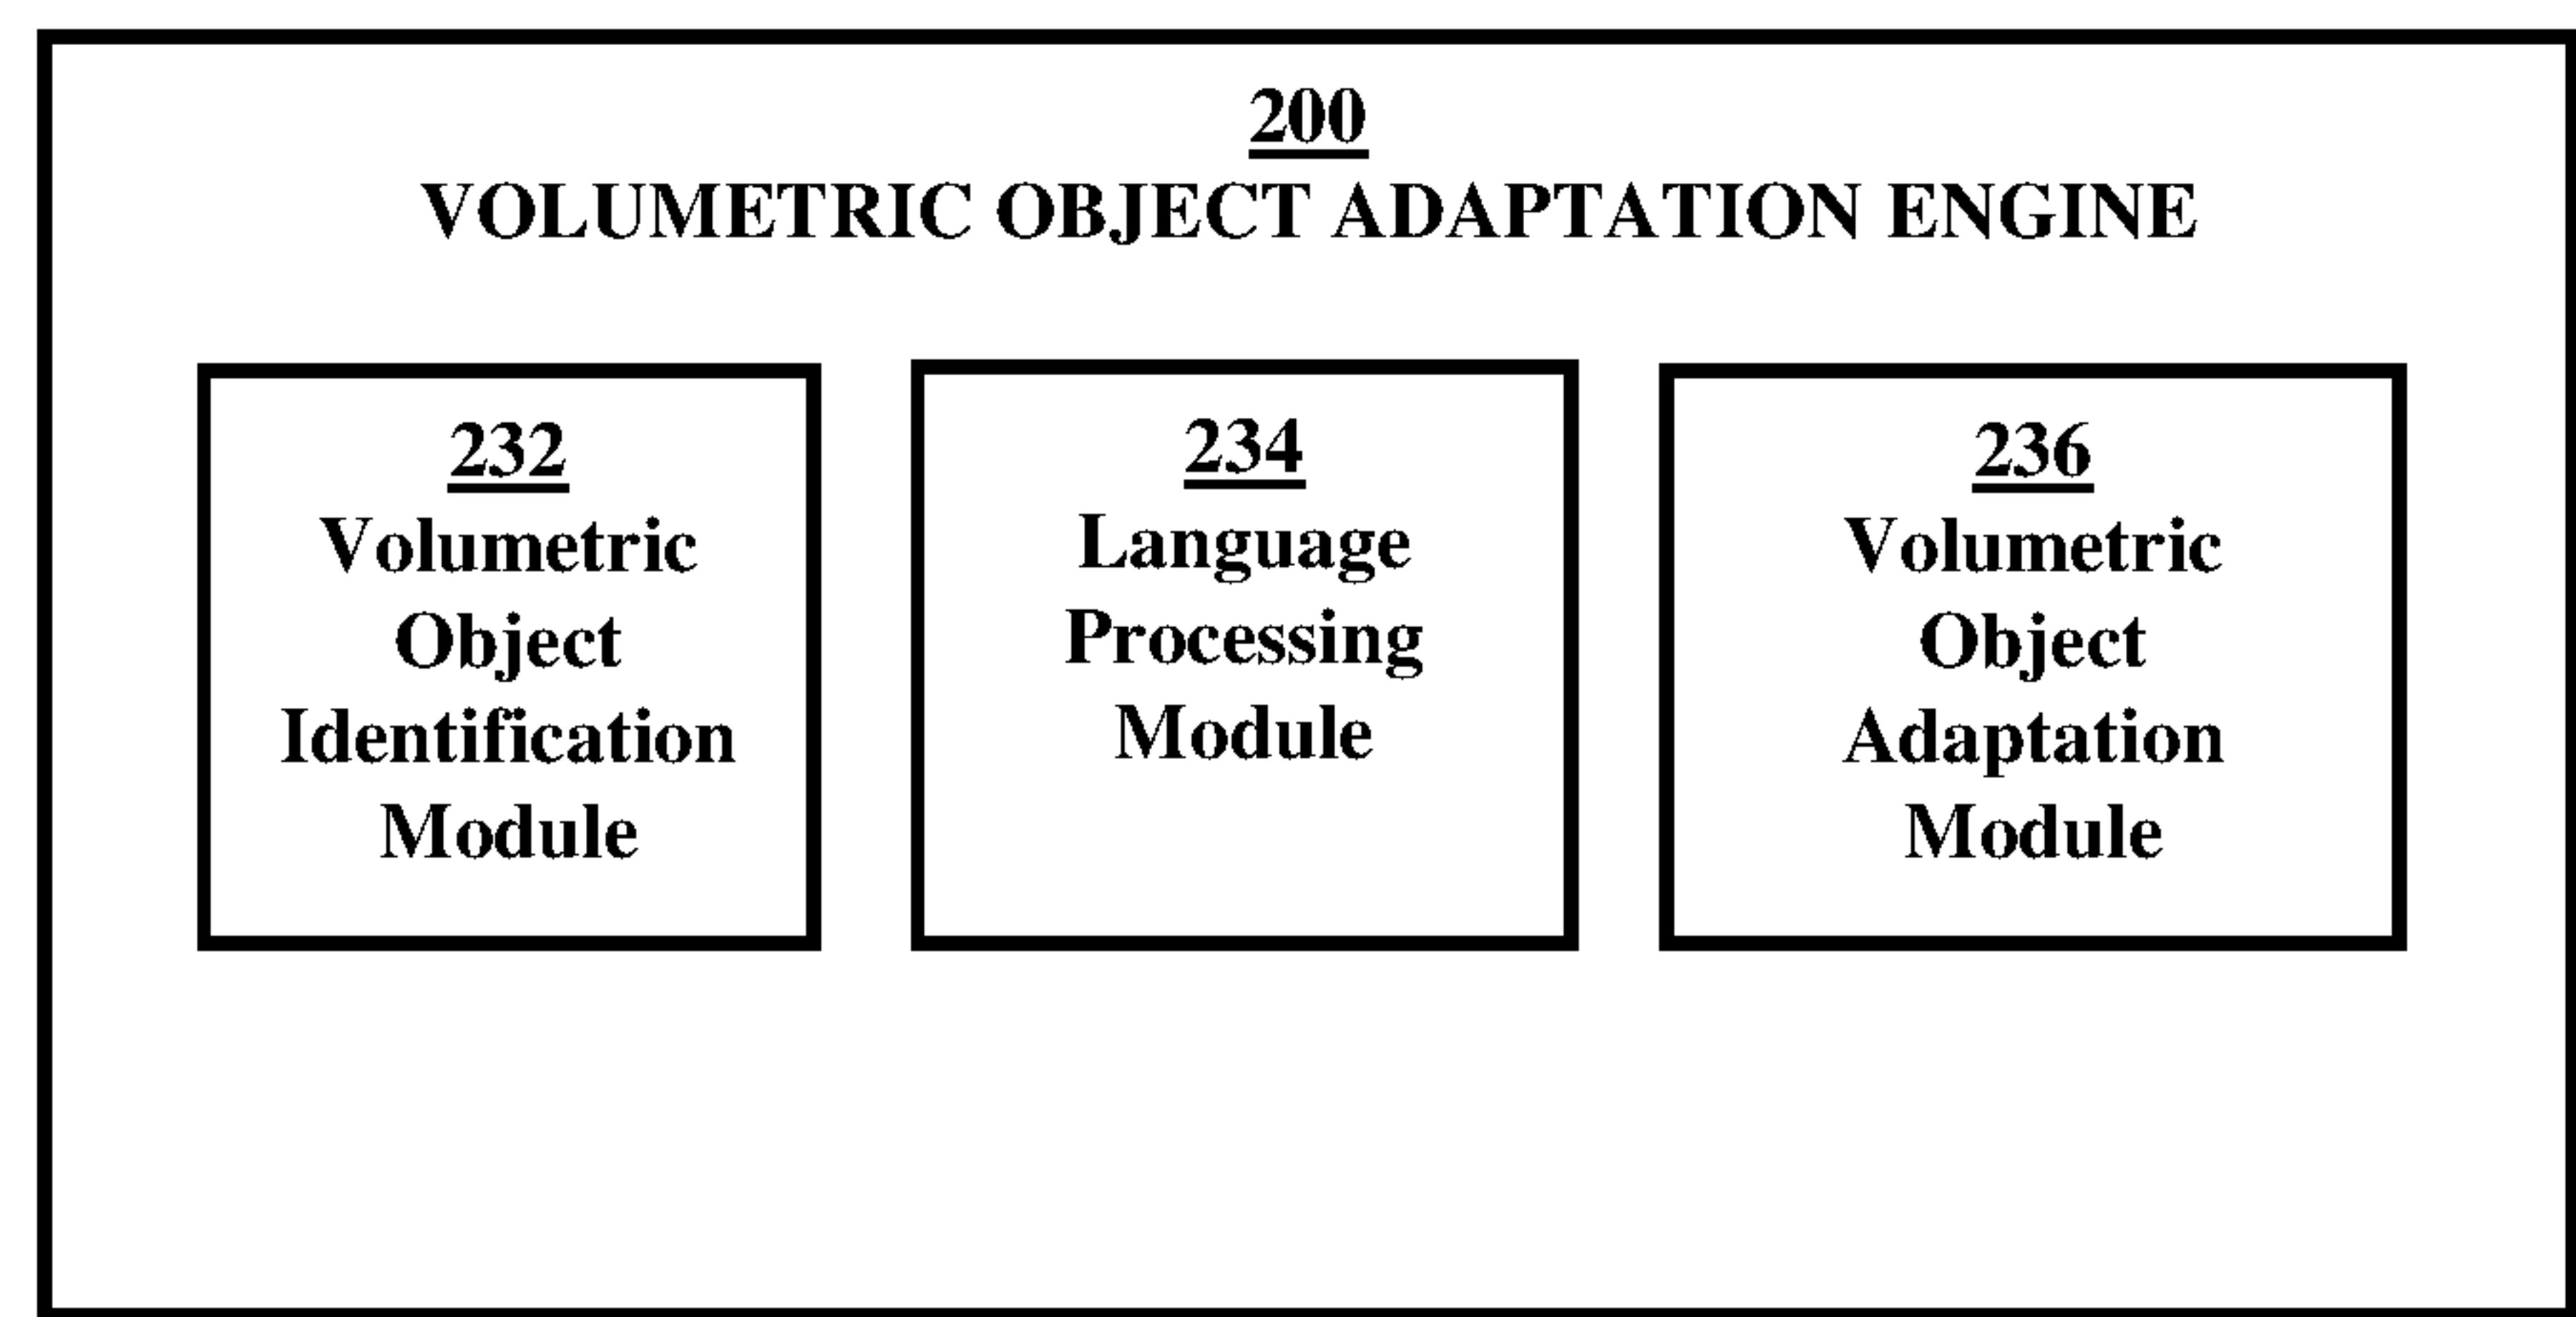 200
VOLUMETRIC OBJECT ADAPTATION ENGINE
232
Volumetric
Object
Identification
Module
234
Language
Processing
Module
236
Volumetric
Object
Adaptation
Module